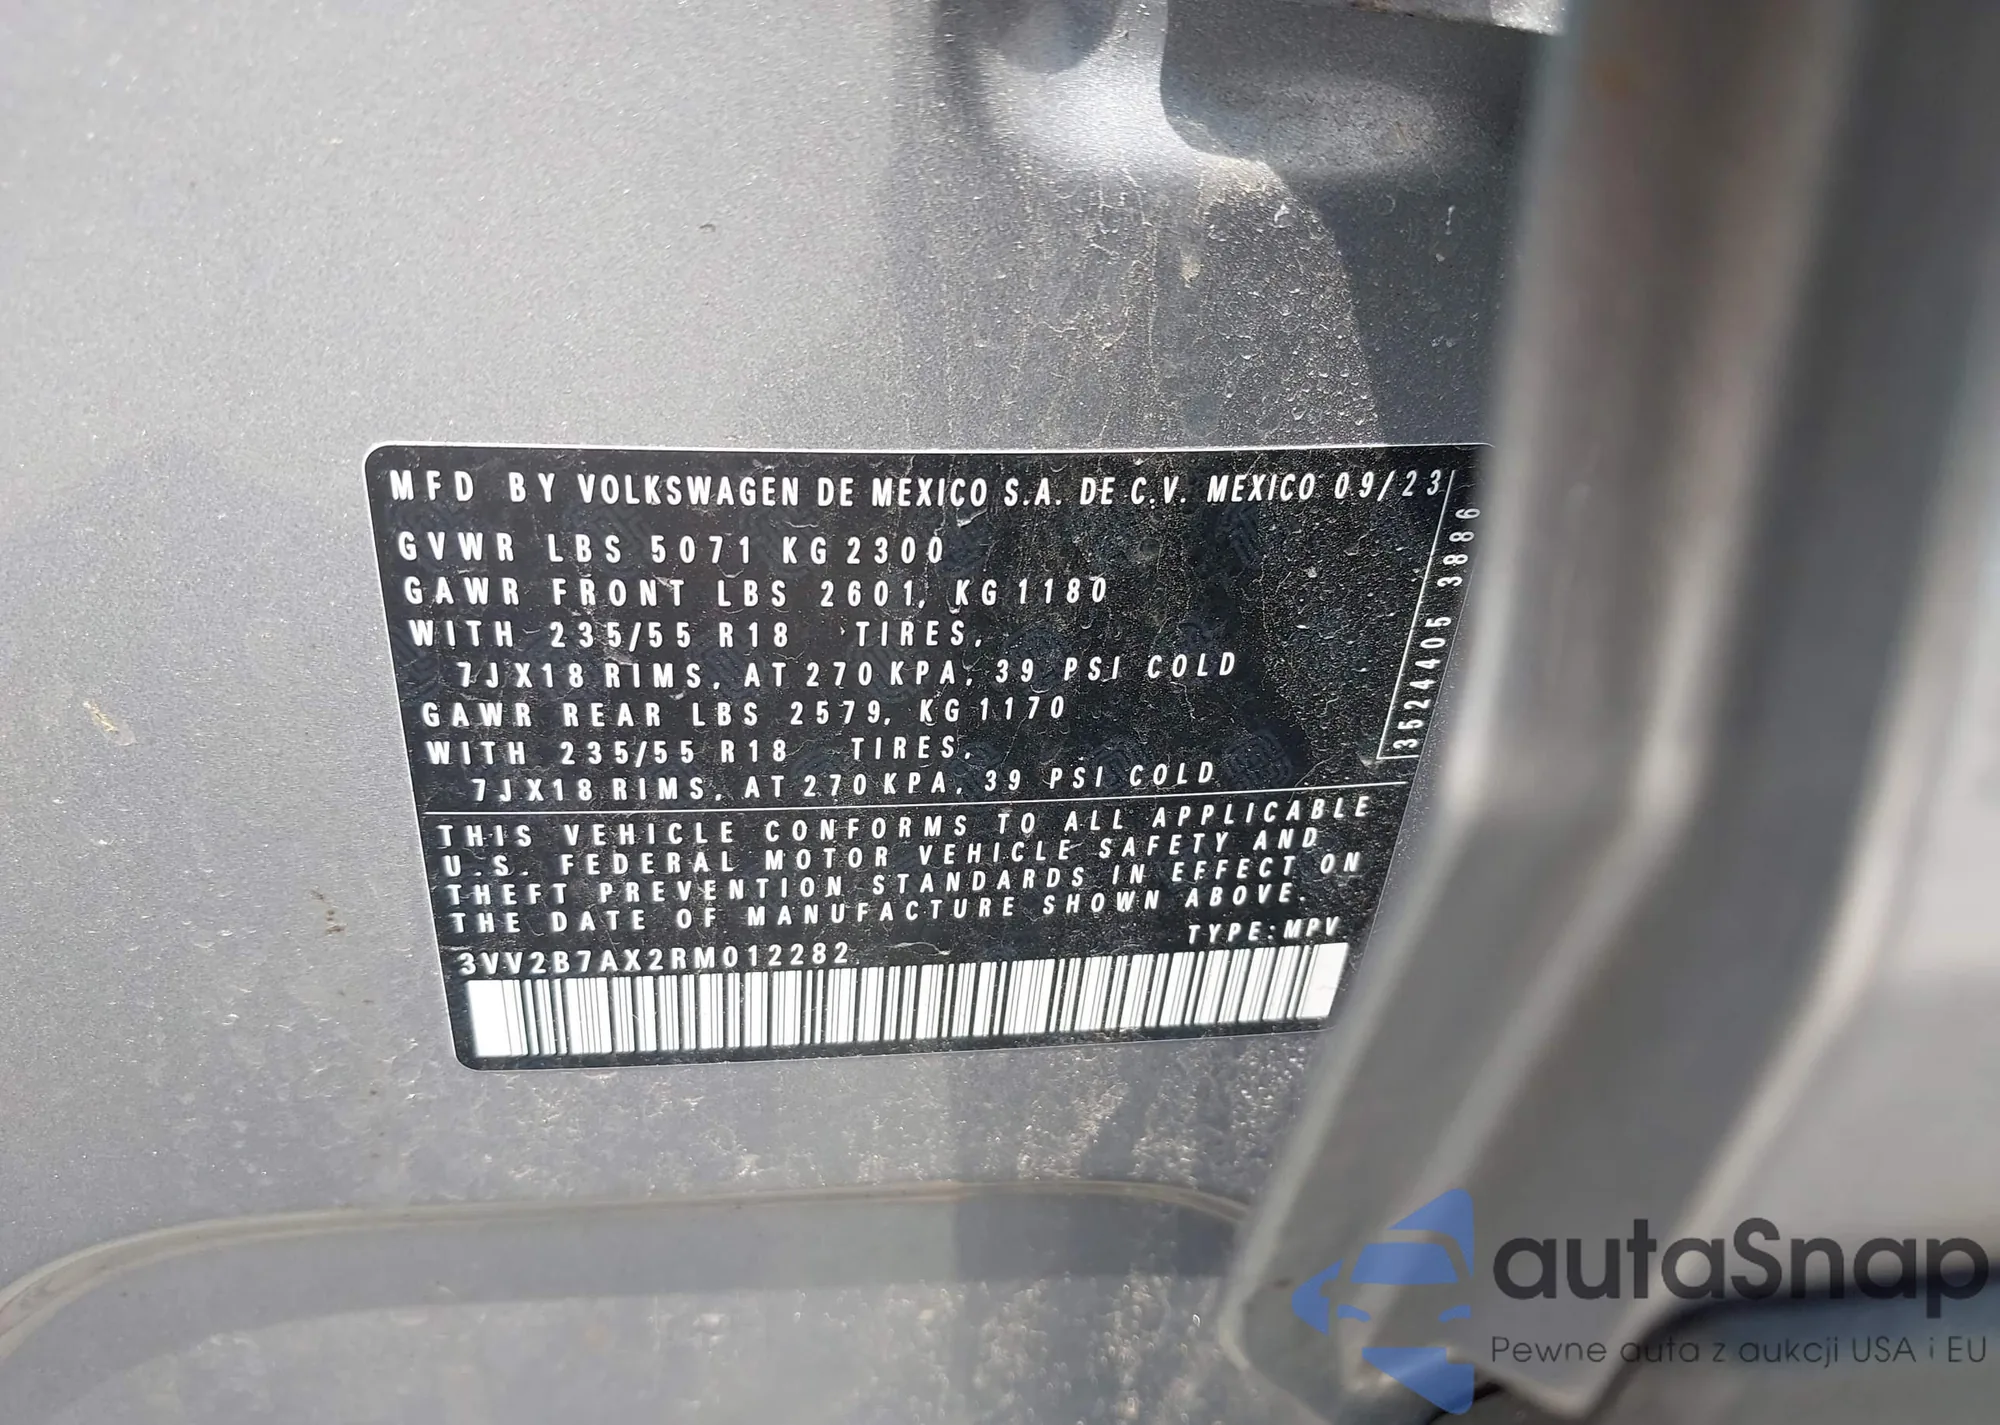 MFD BY VOLKSWAGEN DE MEXICO S.A. DE C.V. MEXICO 09/23
GVWR LBS 5071 KG 2300
GAWR FRONT LBS 2601, KG 1180
WITH 235/55 R18 TIRES,
7JX18 RIMS, AT 270 KPA, 39 PSI COLD
GAWR REAR LBS 2579, KG 1170
WITH 235/55 R18 TIRES,
7JX18 RIMS, AT 270 KPA, 39 PSI COLD
3524405 3886
THIS VEHICLE CONFORMS TO ALL APPLICABLE
U.S. FEDERAL MOTOR VEHICLE SAFETY AND
THEFT PREVENTION STANDARDS IN EFFECT ON
THE DATE OF MANUFACTURE SHOWN ABOVE.
TYPE: MPV
3VV2B7AX2RM012282
autaSnap
Pewne auta z aukcji USA i EU